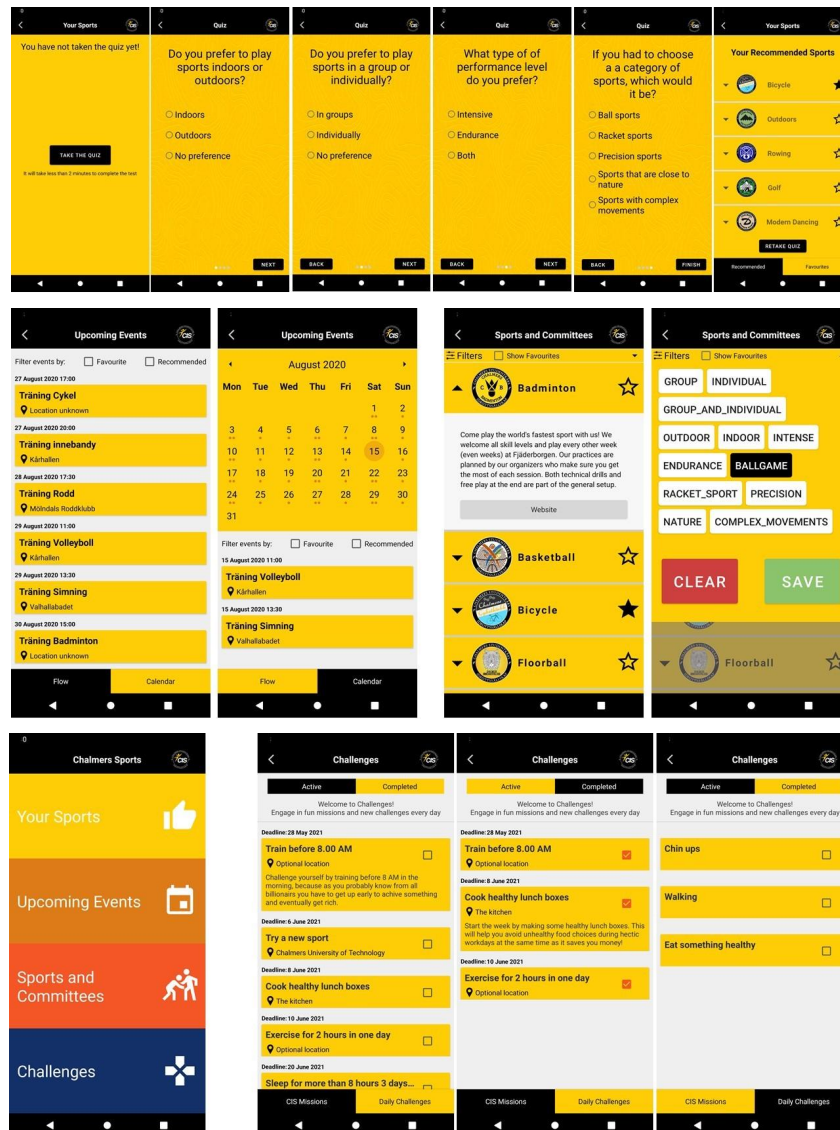 Your Sports
You have not taken the quiz yet!
TAKE THE QUIZ
It will take less than 2 minutes to complete the test
Quiz
Do you prefer to play
sports indoors or
outdoors?
Indoors
Outdoors
No preference
NEXT
Quiz
Do you prefer to play
sports in a group or
individually?
In groups
Individually
No preference
BACK
NEXT
Quiz
What type of of
performance level
do you prefer?
Intensive
Endurance
Both
BACK
NEXT
Quiz
If you had to choose
a a category of
sports, which would
it be?
Ball sports
Racket sports
Precision sports
Sports that are close to
nature
Sports with complex
movements
BACK
FINISH
Your Sports
Your Recommended Sports
Bicycle
Outdoors
Rowing
Golf
Modern Dancing
RETAKE QUIZ
Recommended
Favourites
Upcoming Events
Filter events by: Favourite Recommended
27 August 2020 17:00
Träning Cykel
Location unknown
27 August 2020 20:00
Träning innebandy
Kårhallen
28 August 2020 17:30
Träning Rodd
Mölndals Roddklubb
29 August 2020 11:00
Träning Volleyboll
Kårhallen
29 August 2020 13:30
Träning Simning
Valhallabadet
30 August 2020 15:00
Träning Badminton
Location unknown
Flow
Calendar
Upcoming Events
August 2020
Mon Tue Wed Thu Fri Sat Sun
1 2
3 4 5 6 7 8 9
10 11 12 13 14 15 16
17 18 19 20 21 22 23
24 25 26 27 28 29 30
31
Filter events by: Favourite Recommended
15 August 2020 11:00
Träning Volleyboll
Kårhallen
15 August 2020 13:30
Träning Simning
Valhallabadet
Flow
Calendar
Sports and Committees
Filters Show Favourites
Badminton
Come play the world's fastest sport with us! We
welcome all skill levels and play every other week
(even weeks) at Fjäderborgen. Our practices are
planned by our organizers who make sure you get
the most of each session. Both technical drills and
free play at the end are part of the general setup.
Website
Basketball
Bicycle
Floorball
Sports and Committees
Filters Show Favourites
GROUP INDIVIDUAL
GROUP_AND_INDIVIDUAL
OUTDOOR INDOOR INTENSE
ENDURANCE BALLGAME
RACKET_SPORT PRECISION
NATURE COMPLEX_MOVEMENTS
CLEAR
SAVE
Floorball
Chalmers Sports
Your Sports
Upcoming Events
Sports and
Committees
Challenges
Challenges
Active Completed
Welcome to Challenges!
Engage in fun missions and new challenges every day
Deadline: 28 May 2021
Train before 8.00 AM
Optional location
Challenge yourself by training before 8 AM in the
morning, because as you probably know from all
billionairs you have to get up early to achive something
and eventually get rich.
Deadline: 6 June 2021
Try a new sport
Chalmers University of Technology
Deadline: 8 June 2021
Cook healthy lunch boxes
The kitchen
Deadline: 10 June 2021
Exercise for 2 hours in one day
Optional location
Deadline: 20 June 2021
Sleep for more than 8 hours 3 days...
CIS Missions
Daily Challenges
Challenges
Active Completed
Welcome to Challenges!
Engage in fun missions and new challenges every day
Deadline: 28 May 2021
Train before 8.00 AM
Optional location
Deadline: 8 June 2021
Cook healthy lunch boxes
The kitchen
Start the week by making some healthy lunch boxes. This
will help you avoid unhealthy food choices during hectic
workdays at the same time as it saves you money!
Deadline: 10 June 2021
Exercise for 2 hours in one day
Optional location
CIS Missions
Daily Challenges
Challenges
Active Completed
Welcome to Challenges!
Engage in fun missions and new challenges every day
Chin ups
Walking
Eat something healthy
CIS Missions
Daily Challenges